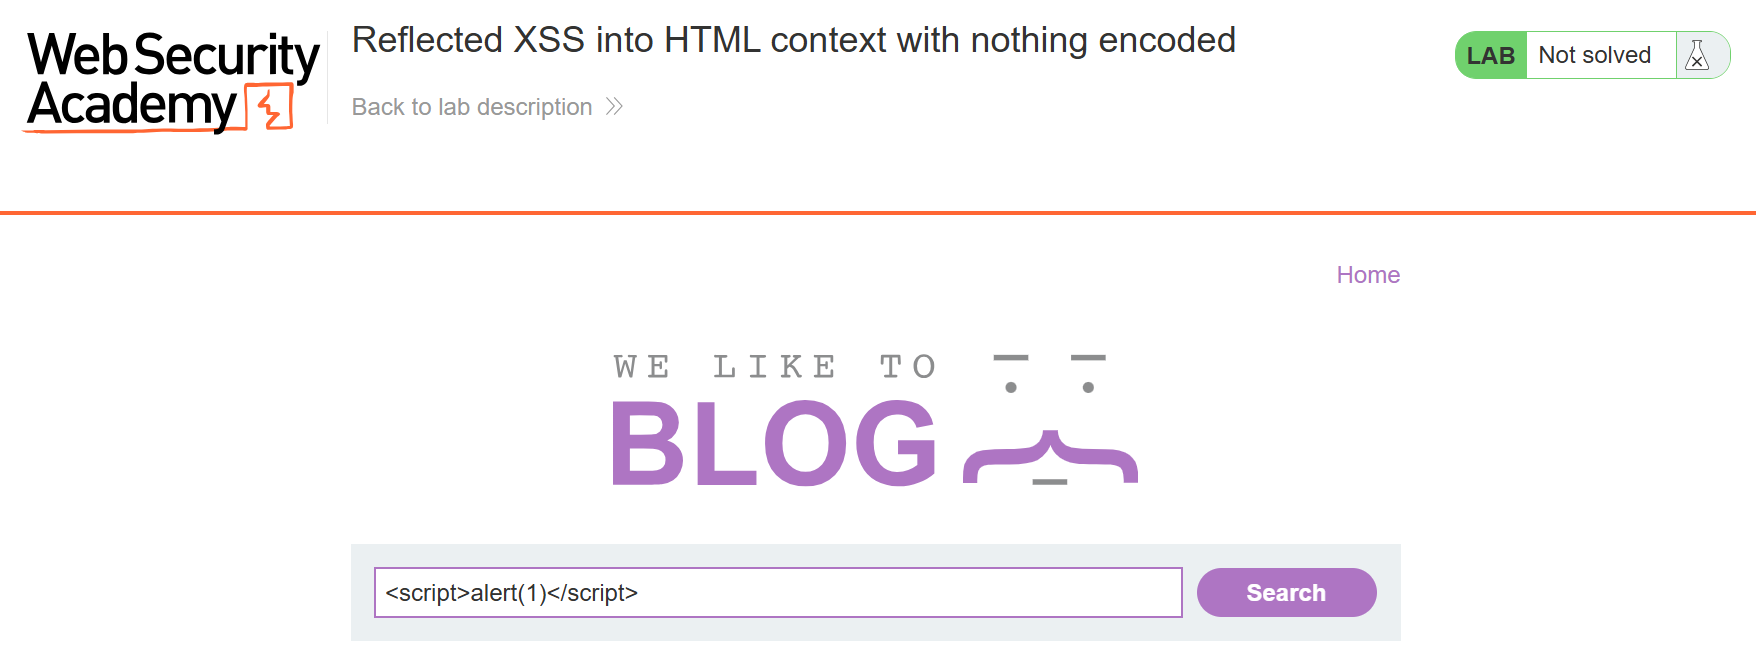 Web Security
Academy
Reflected XSS into HTML context with nothing encoded
Back to lab description
LAB
Not solved
Home
WE LIKE TO
BLOG
<script>alert(1)</script>
Search